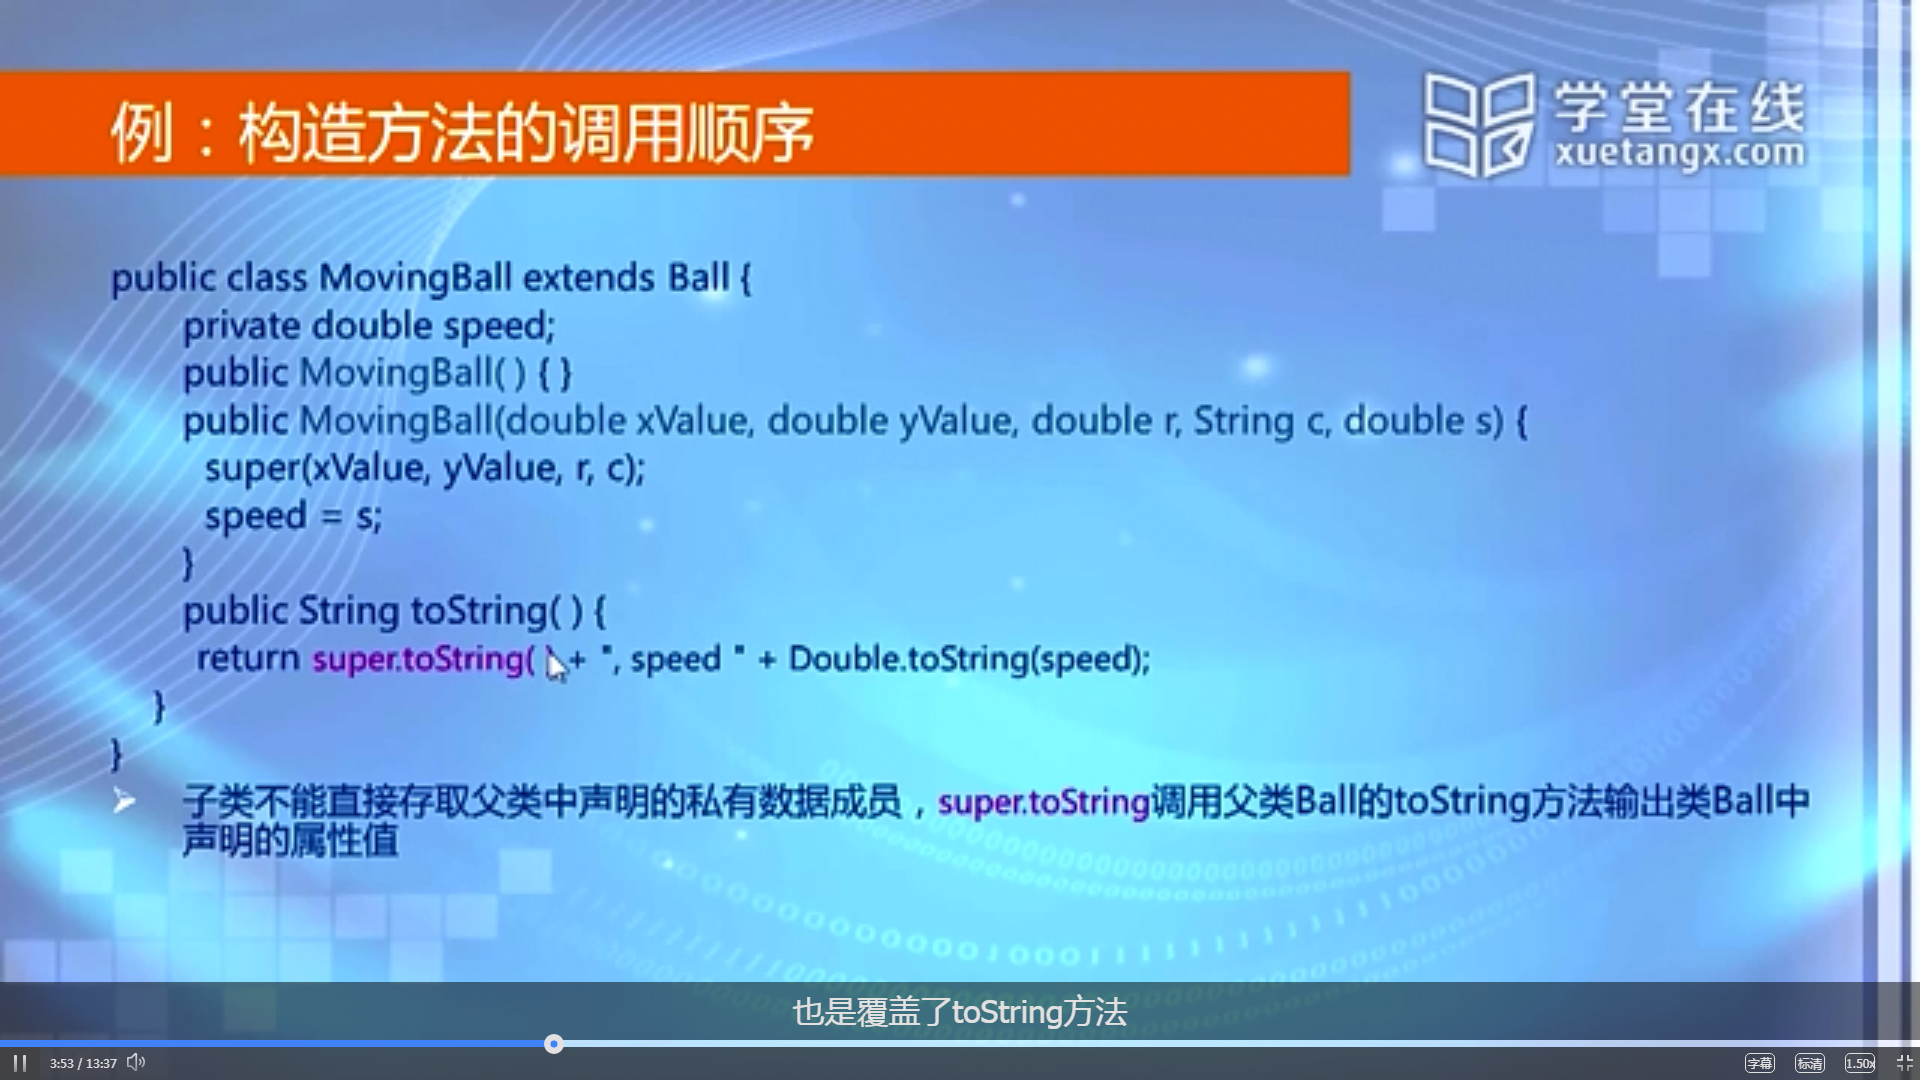 例：构造方法的调用顺序
学堂在线
xuetangx.com
public class MovingBall extends Ball {
private double speed;
public MovingBall( ) { }
public MovingBall(double xValue, double yValue, double r, String c, double s) {
super(xValue, yValue, r, c);
speed = s;
}
public String toString( ) {
return super.toString( ) + ", speed " + Double.toString(speed);
}
}
子类不能直接存取父类中声明的私有数据成员，super.toString调用父类Ball的toString方法输出类Ball中
声明的属性值
也是覆盖了toString方法
3:53 / 13:37
字幕
标清
1.50x